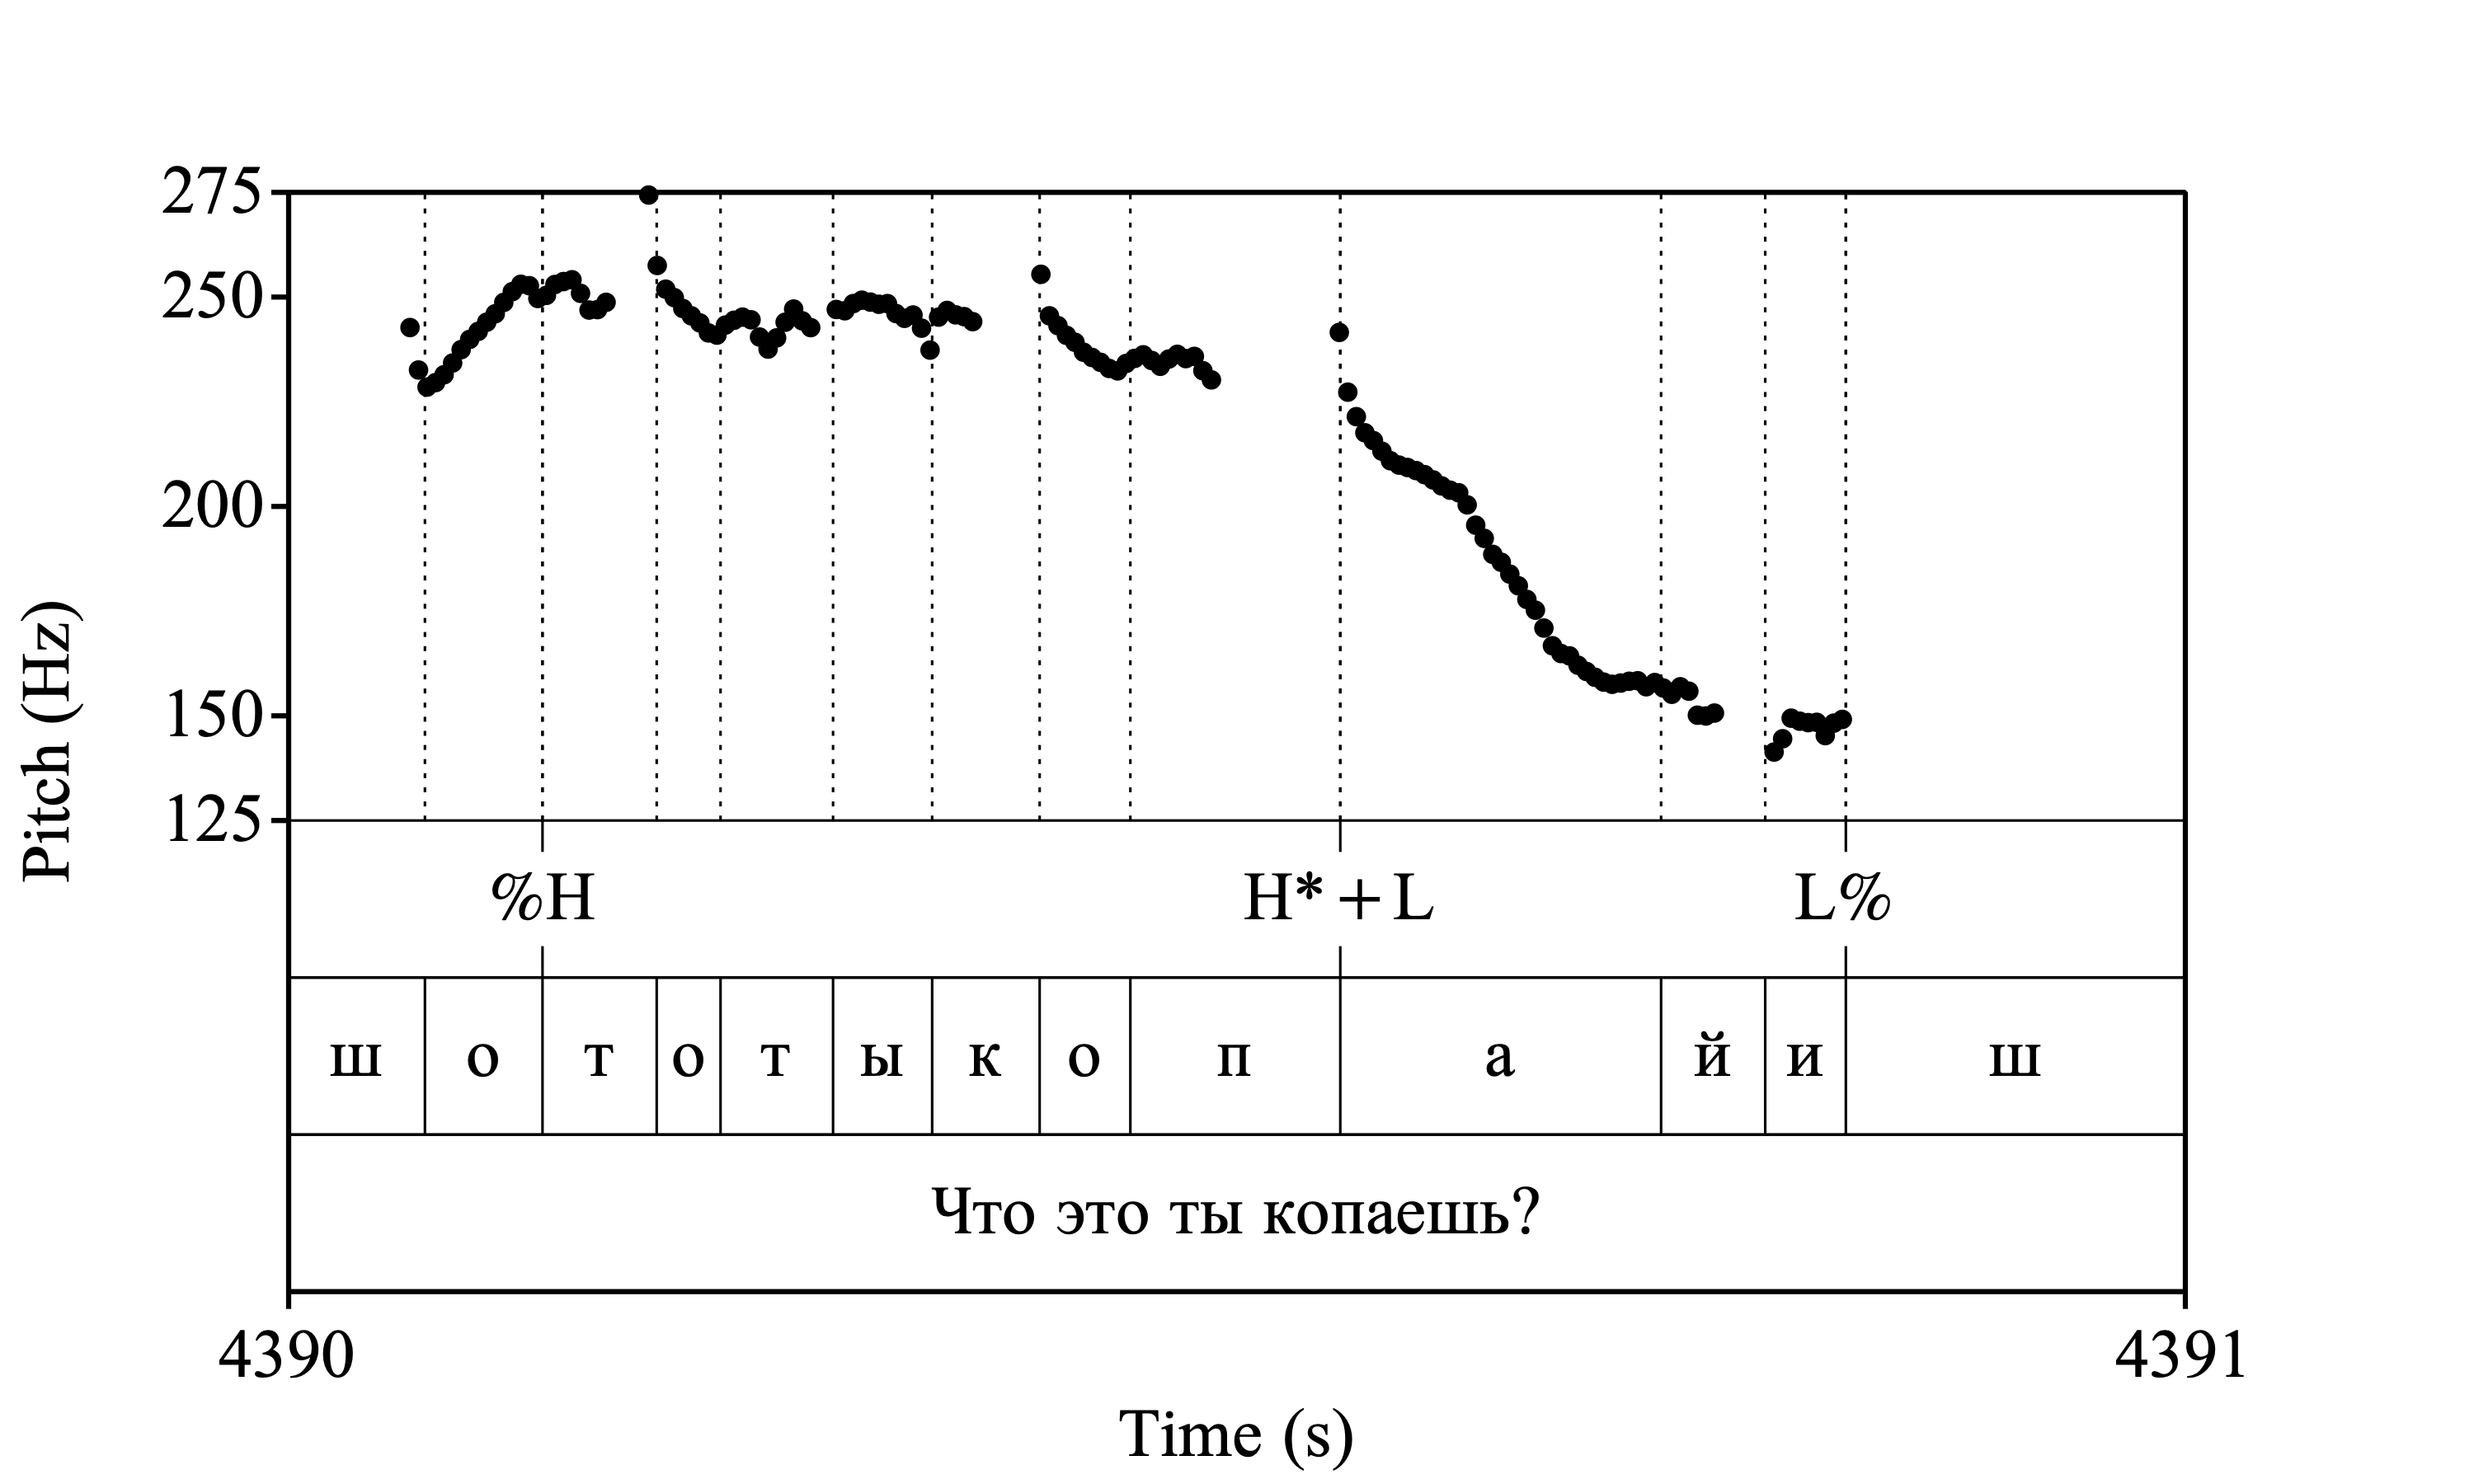 275
250
200
150
125
Pitch (Hz)
%H H*+L L%
ш о т о т ы к о п а й и ш
Что это ты копаешь?
4390 4391
Time (s)